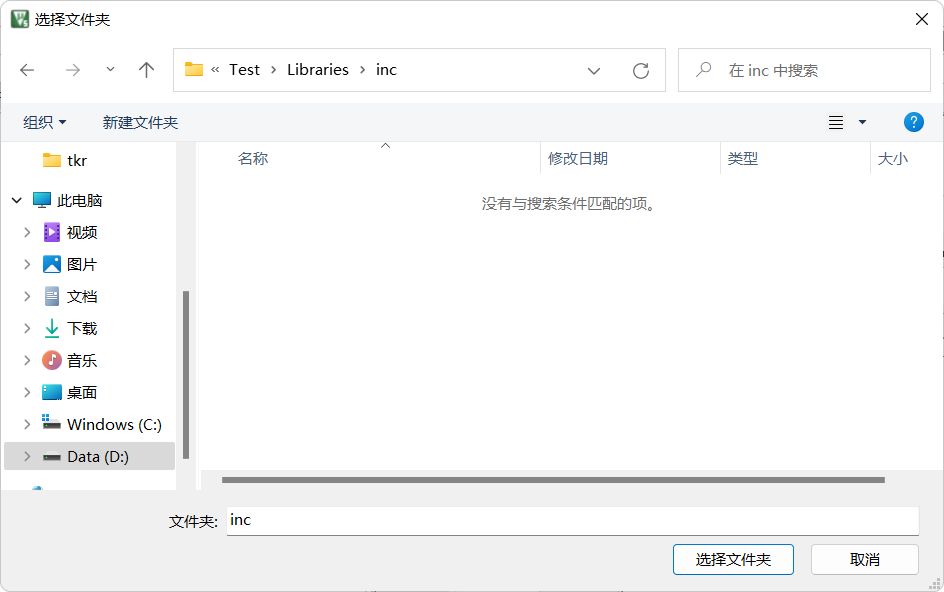 选择文件夹
« Test > Libraries > inc
在 inc 中搜索
组织
新建文件夹
?
名称
修改日期
类型
大小
没有与搜索条件匹配的项。
tkr
此电脑
视频
图片
文档
下载
音乐
桌面
Windows (C:)
Data (D:)
文件夹: inc
选择文件夹
取消